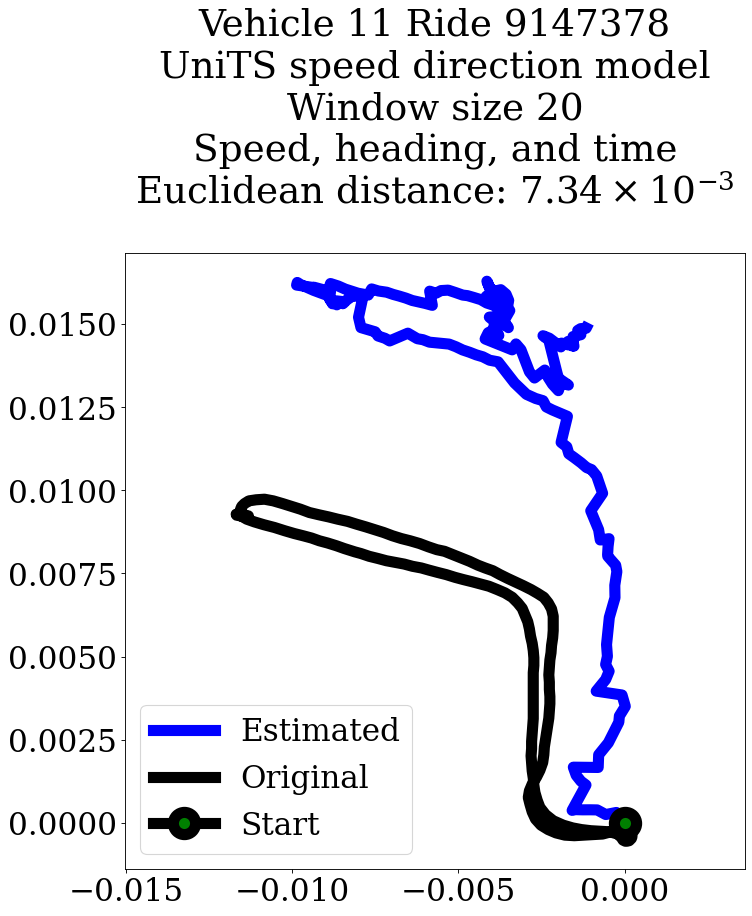 Vehicle 11 Ride 9147378
UniTS speed direction model
Window size 20
Speed, heading, and time
Euclidean distance: 7.34 × 10⁻³
0.0150
0.0125
0.0100
0.0075
0.0050
0.0025
0.0000
Estimated
Original
Start
−0.015 −0.010 −0.005 0.000